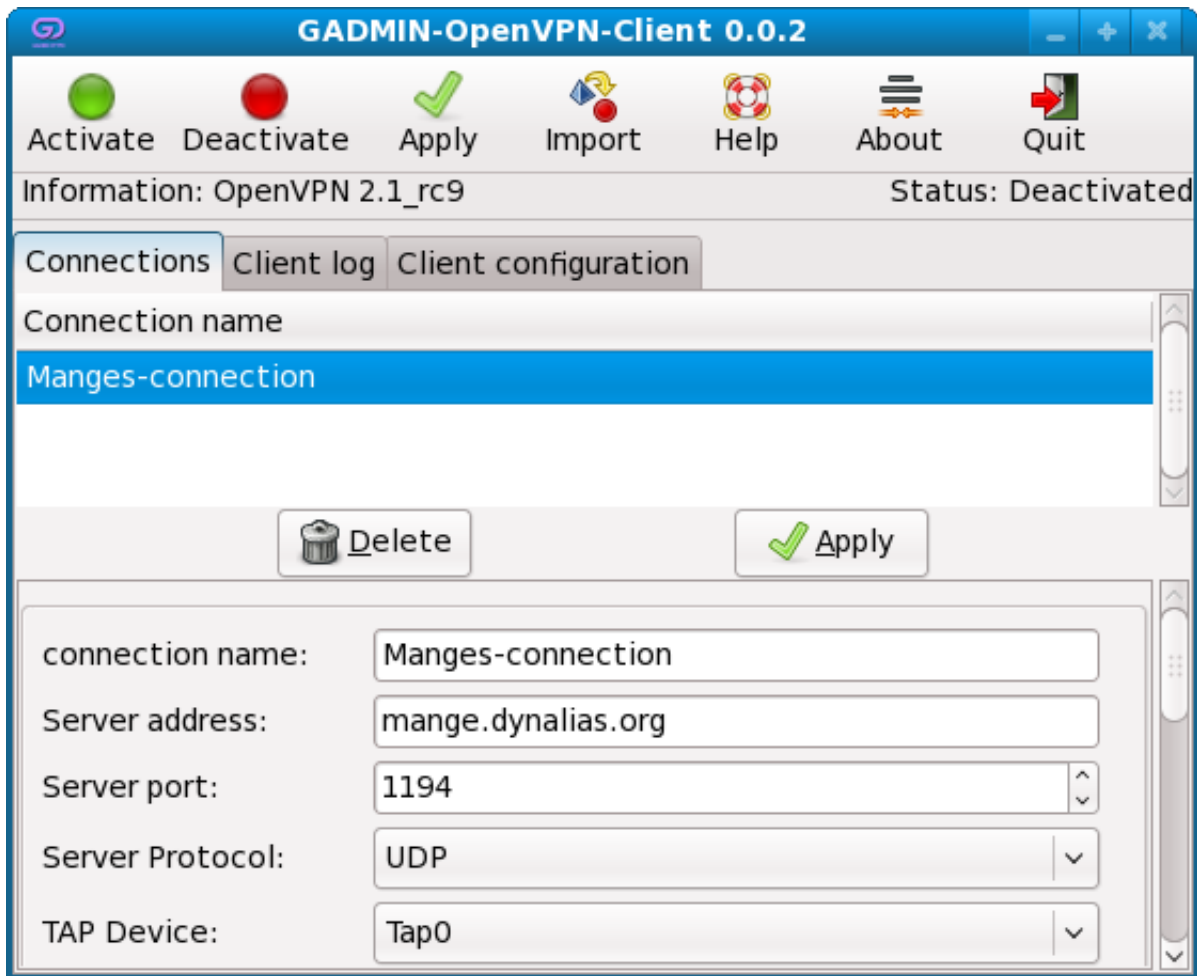 GADMIN-OpenVPN-Client 0.0.2
Activate Deactivate Apply Import Help About Quit
Information: OpenVPN 2.1_rc9 Status: Deactivated
Connections Client log Client configuration
Connection name
Manges-connection
Delete Apply
connection name: Manges-connection
Server address: mange.dynalias.org
Server port: 1194
Server Protocol: UDP
TAP Device: Tap0